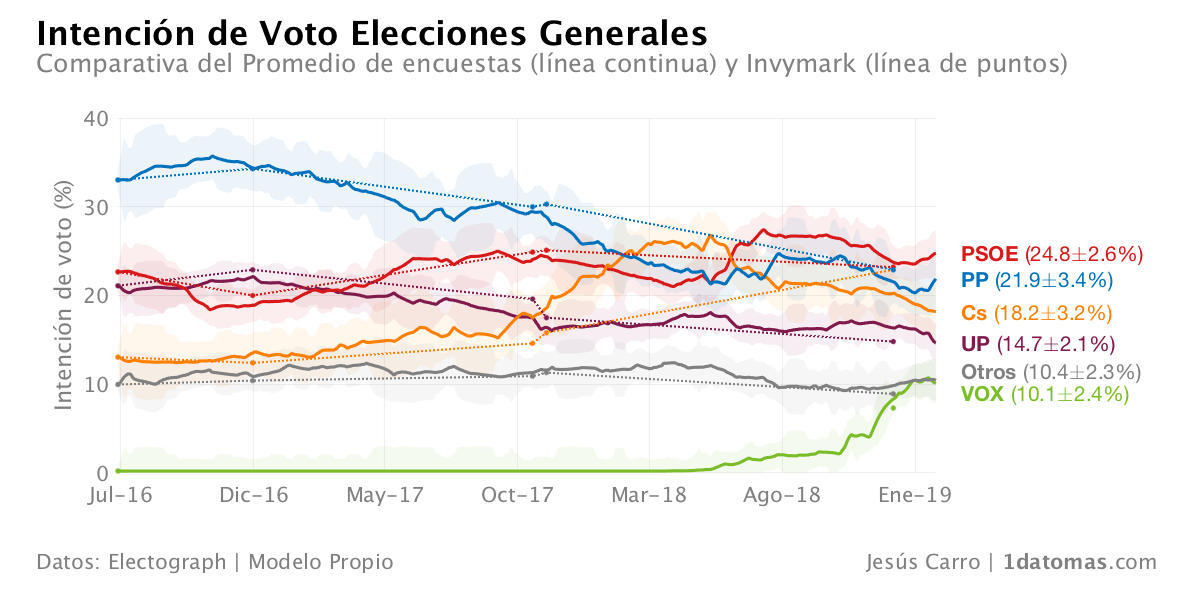 Intención de Voto Elecciones Generales
Comparativa del Promedio de encuestas (línea continua) y Invymark (línea de puntos)
Intención de voto (%)
40
30
20
10
0
Jul-16 Dic-16 May-17 Oct-17 Mar-18 Ago-18 Ene-19
PSOE (24.8±2.6%)
PP (21.9±3.4%)
Cs (18.2±3.2%)
UP (14.7±2.1%)
Otros (10.4±2.3%)
VOX (10.1±2.4%)
Datos: Electograph | Modelo Propio
Jesús Carro | 1datomas.com